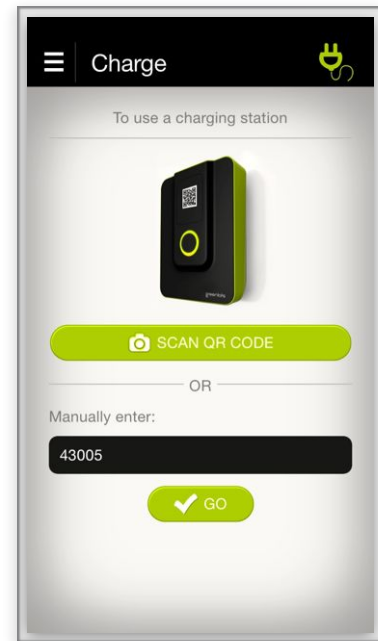 Charge
To use a charging station
SCAN QR CODE
OR
Manually enter:
43005
GO